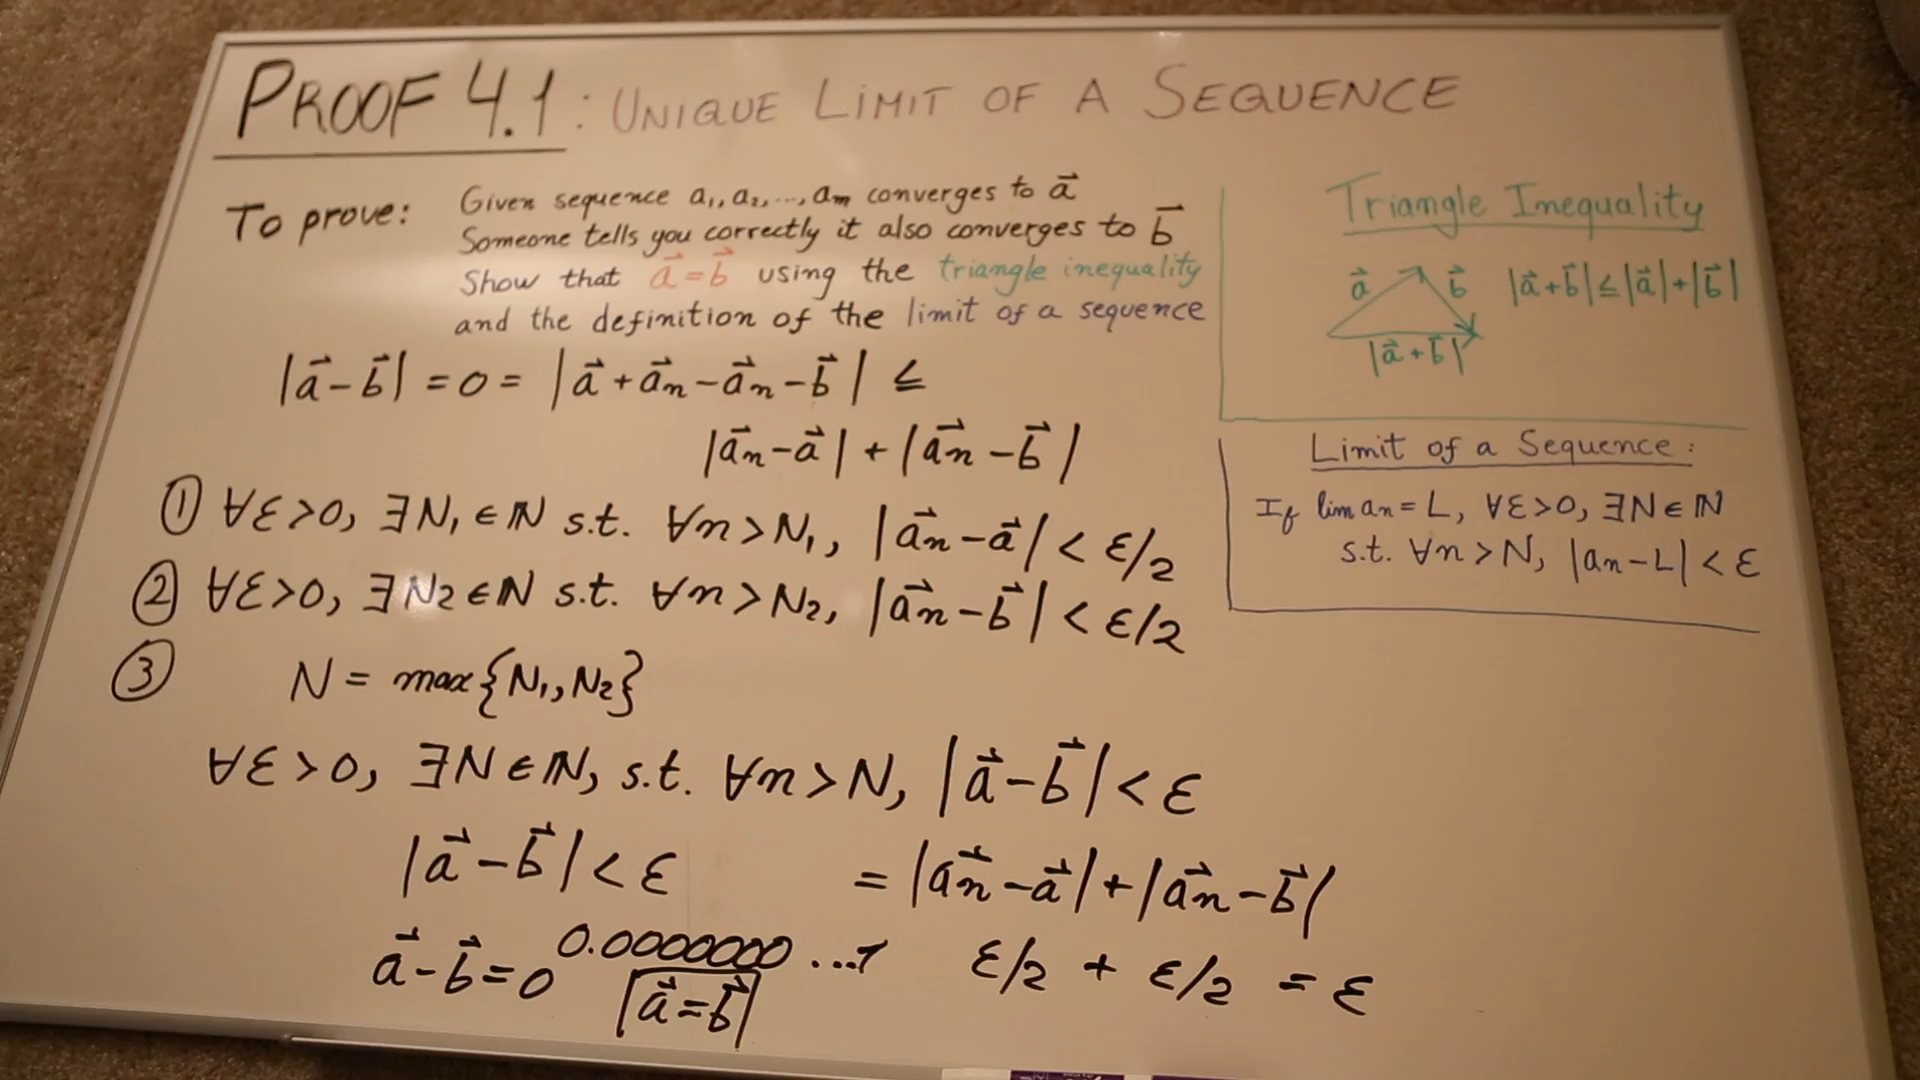 PROOF 4.1: UNIQUE LIMIT OF A SEQUENCE
To prove:
Given sequence a₁, a₂, ..., aₘ converges to a⃗
Someone tells you correctly it also converges to b⃗
Show that a⃗ = b⃗ using the triangle inequality
and the definition of the limit of a sequence
|a⃗ - b⃗| = 0 = |a⃗ + a⃗ₙ - a⃗ₙ - b⃗| ≤
|a⃗ₙ - a⃗| + |a⃗ₙ - b⃗|
① ∀ε>0, ∃N₁ ∈ ℕ s.t. ∀n > N₁, |a⃗ₙ - a⃗| < ε/2
② ∀ε>0, ∃N₂ ∈ ℕ s.t. ∀n > N₂, |a⃗ₙ - b⃗| < ε/2
③ N = max{N₁, N₂}
∀ε>0, ∃N ∈ ℕ, s.t. ∀n > N, |a⃗ - b⃗| < ε
|a⃗ - b⃗| < ε = |a⃗ₙ - a⃗| + |a⃗ₙ - b⃗|
0.0000000...1
a⃗ - b⃗ = 0 ε/2 + ε/2 = ε
a⃗ = b⃗
Triangle Inequality
a⃗ b⃗ |a⃗ + b⃗| ≤ |a⃗| + |b⃗|
|a⃗ + b⃗|
Limit of a Sequence:
If lim aₙ = L, ∀ε>0, ∃N ∈ ℕ
s.t. ∀n > N, |aₙ - L| < ε